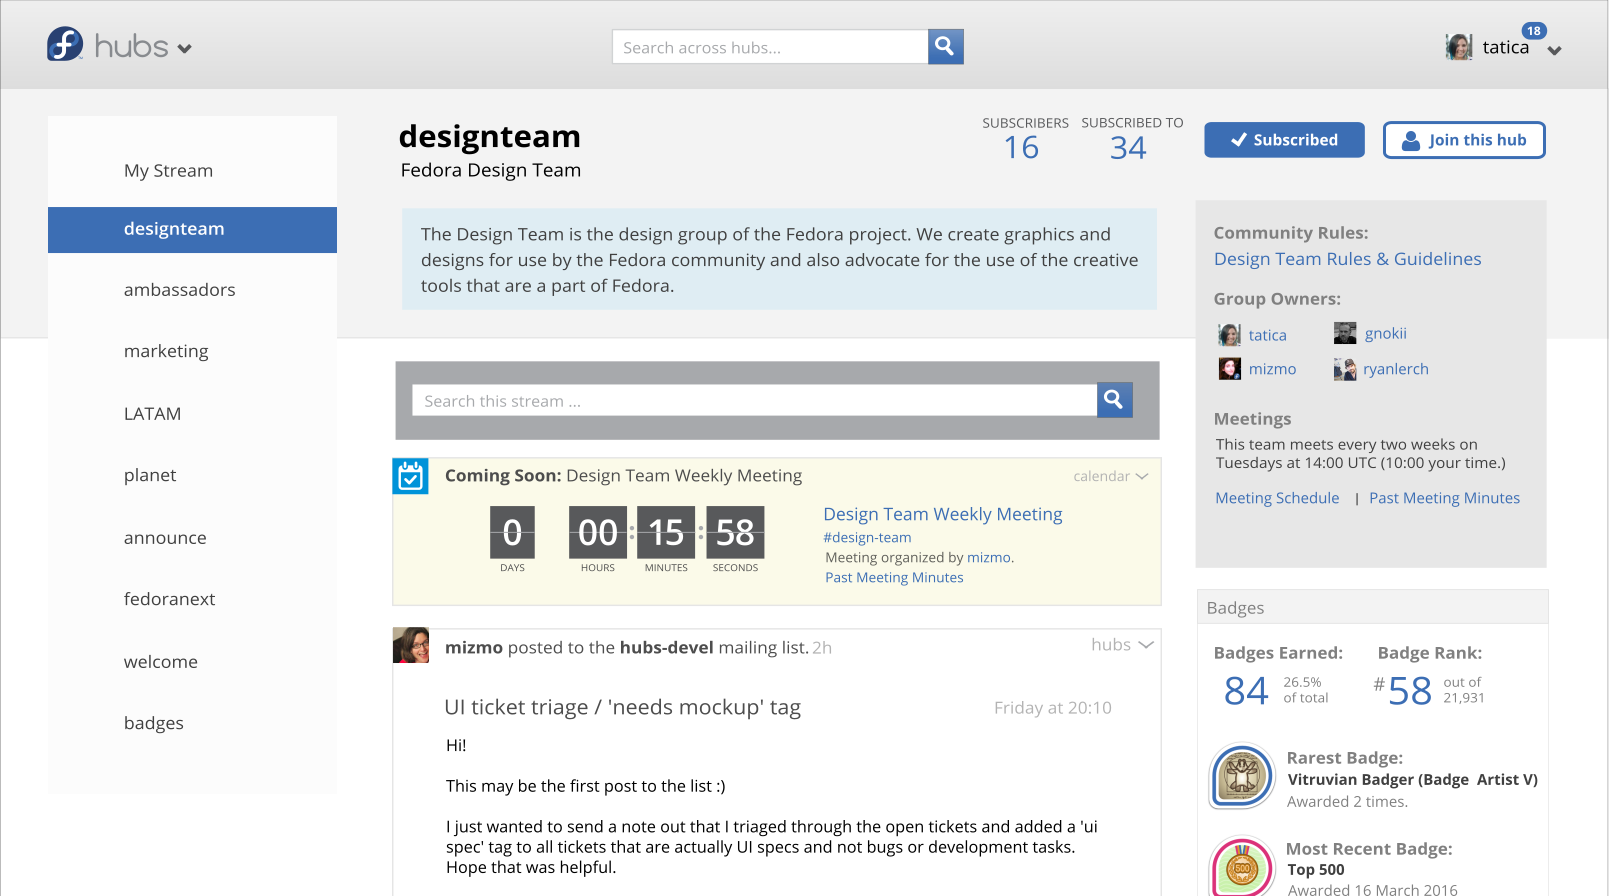 hubs
Search across hubs...
18
tatica
My Stream
designteam
ambassadors
marketing
LATAM
planet
announce
fedoranext
welcome
badges
designteam
Fedora Design Team
SUBSCRIBERS
16
SUBSCRIBED TO
34
Subscribed
Join this hub
The Design Team is the design group of the Fedora project. We create graphics and
designs for use by the Fedora community and also advocate for the use of the creative
tools that are a part of Fedora.
Search this stream ...
Coming Soon: Design Team Weekly Meeting
calendar
0
00 : 15 : 58
DAYS
HOURS
MINUTES
SECONDS
Design Team Weekly Meeting
#design-team
Meeting organized by mizmo.
Past Meeting Minutes
mizmo posted to the hubs-devel mailing list. 2h
hubs
UI ticket triage / 'needs mockup' tag
Friday at 20:10
Hi!
This may be the first post to the list :)
I just wanted to send a note out that I triaged through the open tickets and added a 'ui
spec' tag to all tickets that are actually UI specs and not bugs or development tasks.
Hope that was helpful.
Community Rules:
Design Team Rules & Guidelines
Group Owners:
tatica
gnokii
mizmo
ryanlerch
Meetings
This team meets every two weeks on
Tuesdays at 14:00 UTC (10:00 your time.)
Meeting Schedule | Past Meeting Minutes
Badges
Badges Earned:
84
26.5%
of total
Badge Rank:
#58
out of
21,931
Rarest Badge:
Vitruvian Badger (Badge Artist V)
Awarded 2 times.
500
Most Recent Badge:
Top 500
Awarded 16 March 2016